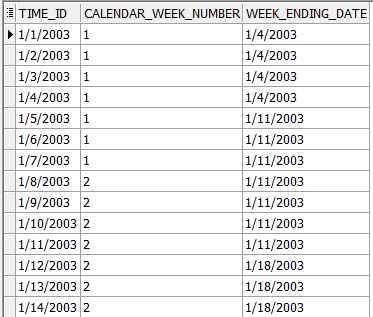 TIME_ID CALENDAR_WEEK_NUMBER WEEK_ENDING_DATE
1/1/2003 1 1/4/2003
1/2/2003 1 1/4/2003
1/3/2003 1 1/4/2003
1/4/2003 1 1/4/2003
1/5/2003 1 1/11/2003
1/6/2003 1 1/11/2003
1/7/2003 1 1/11/2003
1/8/2003 2 1/11/2003
1/9/2003 2 1/11/2003
1/10/2003 2 1/11/2003
1/11/2003 2 1/11/2003
1/12/2003 2 1/18/2003
1/13/2003 2 1/18/2003
1/14/2003 2 1/18/2003